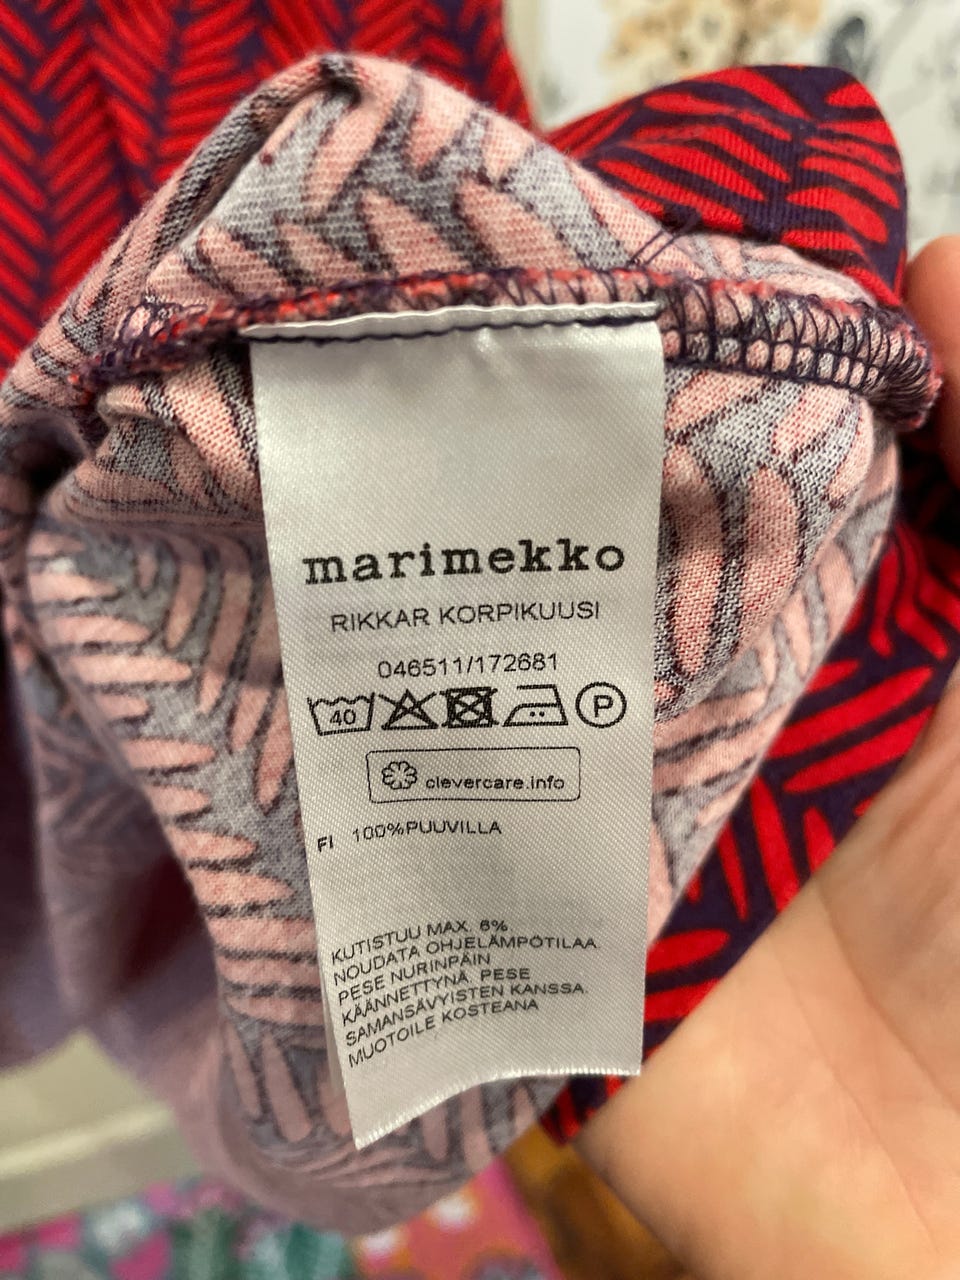 marimekko
RIKKAR KORPIKUUSI
046511/172681
40 P
clevercare.info
FI 100%PUUVILLA
KUTISTUU MAX. 6%
NOUDATA OHJELÄMPÖTILAA.
PESE NURINPÄIN
KÄÄNNETTYNÄ. PESE
SAMANSÄVYISTEN KANSSA.
MUOTOILE KOSTEANA